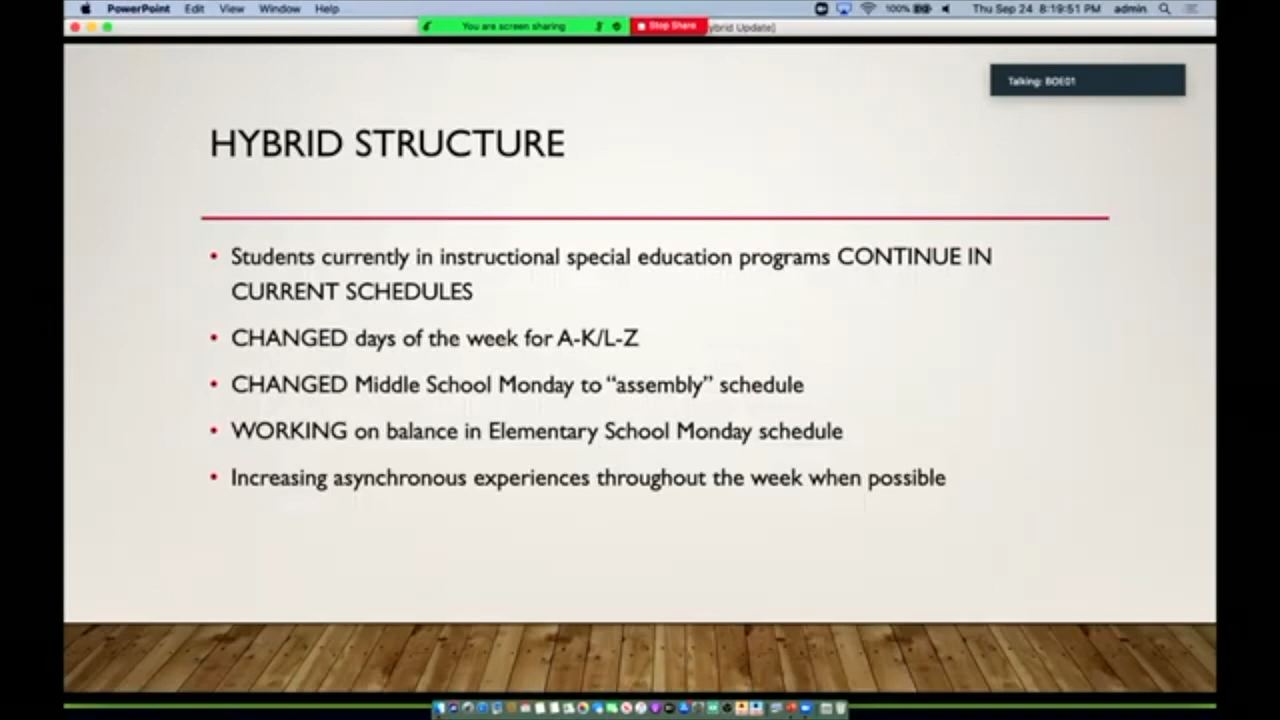 PowerPoint Edit View Window Help 100% Thu Sep 24 8:19:51 PM admin
You are screen sharing Stop Share ybrid Update]
Talking: BOE01
HYBRID STRUCTURE
• Students currently in instructional special education programs CONTINUE IN
CURRENT SCHEDULES
• CHANGED days of the week for A-K/L-Z
• CHANGED Middle School Monday to “assembly” schedule
• WORKING on balance in Elementary School Monday schedule
• Increasing asynchronous experiences throughout the week when possible